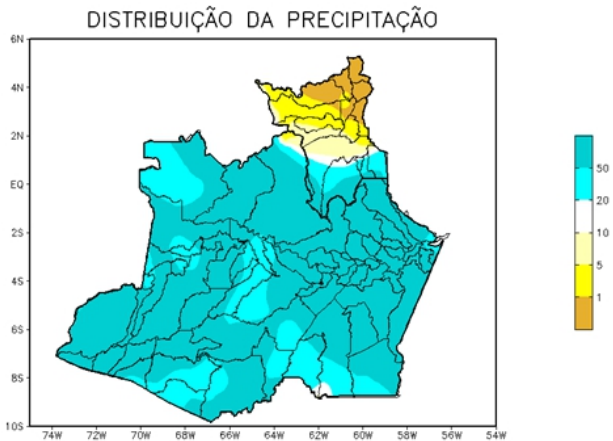 DISTRIBUIÇÃO DA PRECIPITAÇÃO
6N
4N
2N
EQ
2S
4S
6S
8S
10S
74W 72W 70W 68W 66W 64W 62W 60W 58W 56W 54W
50
20
10
5
1